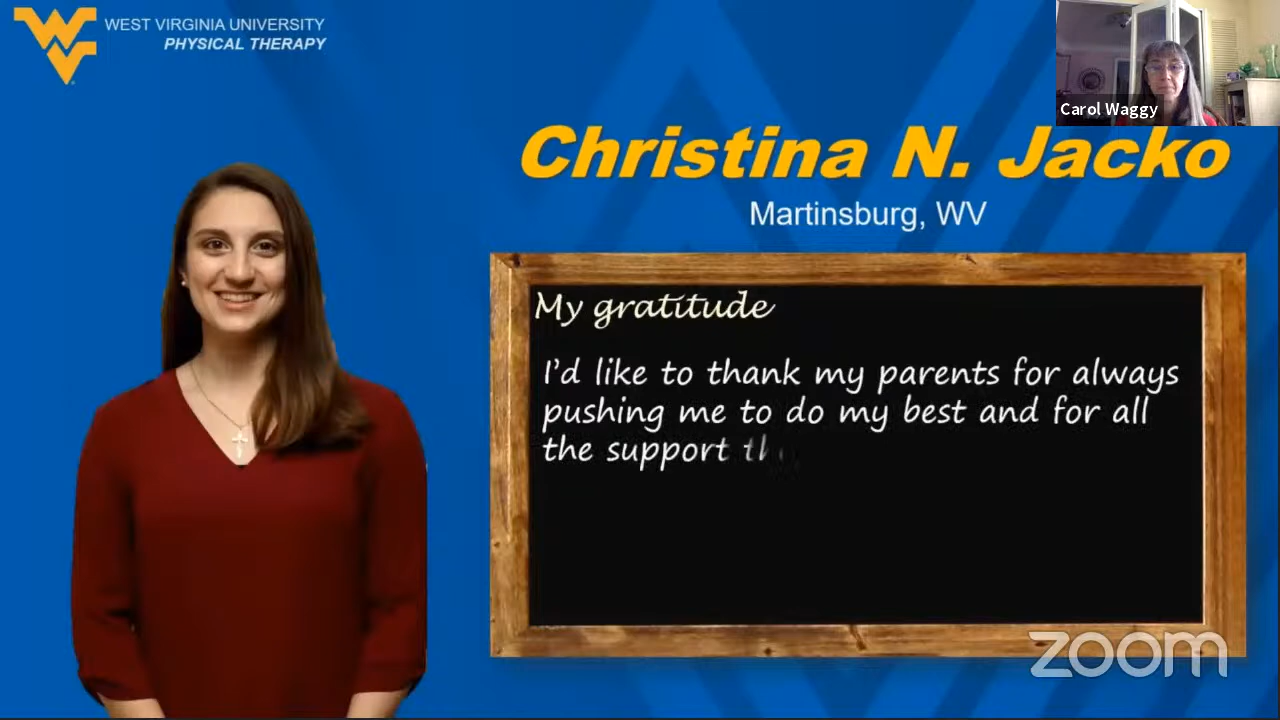 WEST VIRGINIA UNIVERSITY
PHYSICAL THERAPY
Carol Waggy
Christina N. Jacko
Martinsburg, WV
My gratitude
I'd like to thank my parents for always
pushing me to do my best and for all
the support
zoom